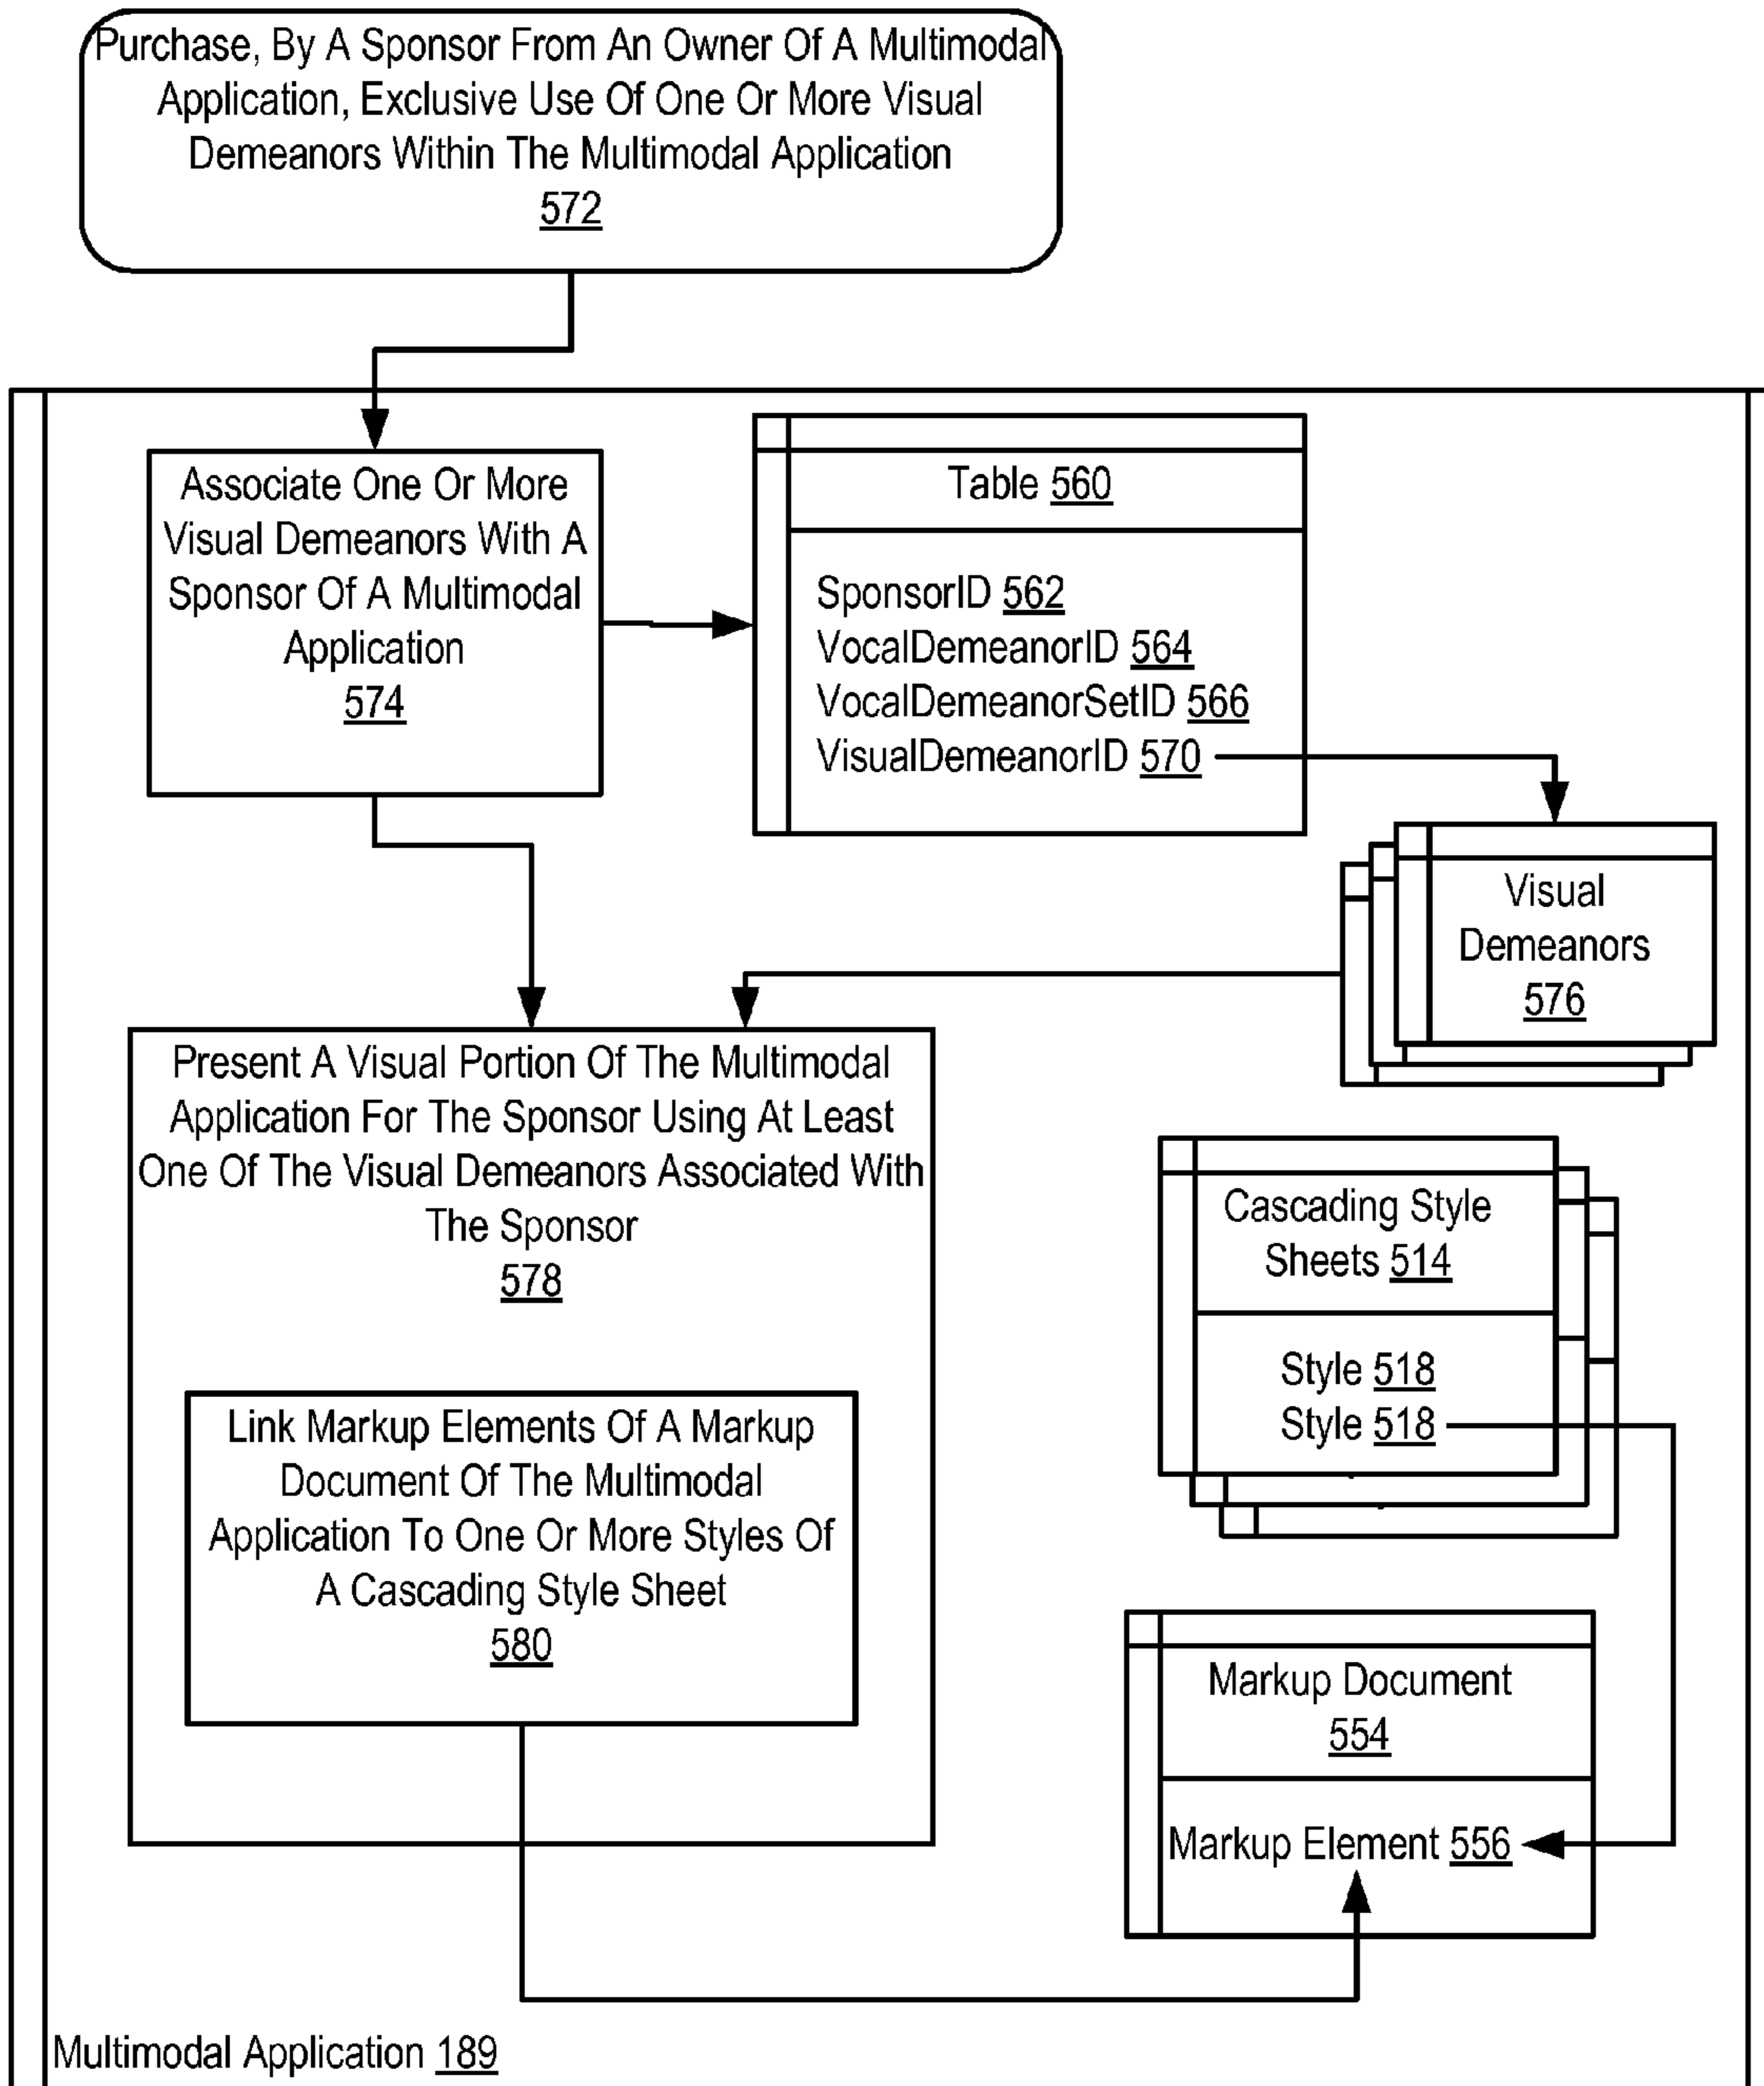 Purchase, By A Sponsor From An Owner Of A Multimodal
Application, Exclusive Use Of One Or More Visual
Demeanors Within The Multimodal Application
572
Associate One Or More
Visual Demeanors With A
Sponsor Of A Multimodal
Application
574
Table 560
SponsorID 562
VocalDemeanorID 564
VocalDemeanorSetID 566
VisualDemeanorID 570
Visual
Demeanors
576
Present A Visual Portion Of The Multimodal
Application For The Sponsor Using At Least
One Of The Visual Demeanors Associated With
The Sponsor
578
Cascading Style
Sheets 514
Style 518
Style 518
Link Markup Elements Of A Markup
Document Of The Multimodal
Application To One Or More Styles Of
A Cascading Style Sheet
580
Markup Document
554
Markup Element 556
Multimodal Application 189